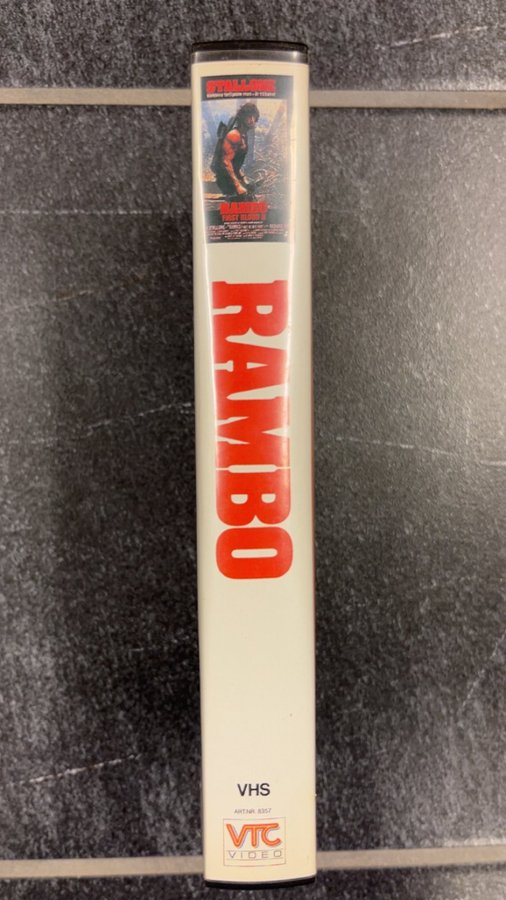 STALLONE
RAMBO
FIRST BLOOD II
RAMBO
VHS
ART.NR. 8357
VTC
VIDEO